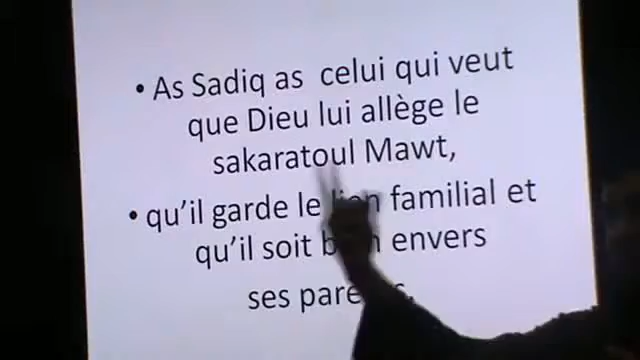 • As Sadiq as celui qui veut
que Dieu lui allège le
sakaratoul Mawt,
• qu'il garde le lien familial et
qu'il soit envers
ses